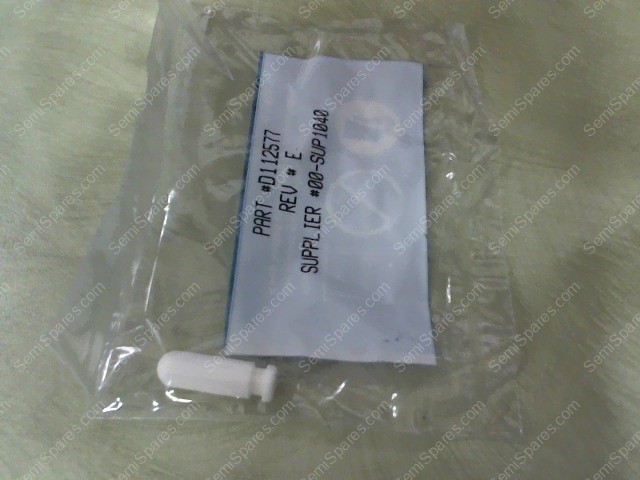 PART #D112577
REV # E
SUPPLIER #00-SUP1040
SemiSpares.com